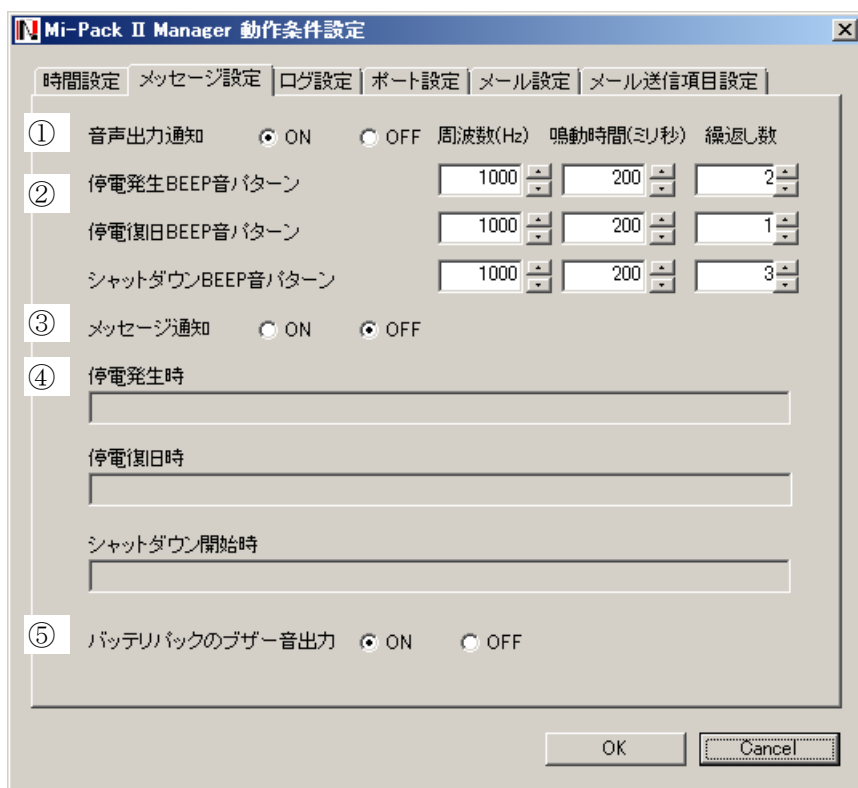 Mi-Pack II Manager 動作条件設定
時間設定 メッセージ設定 ログ設定 ポート設定 メール設定 メール送信項目設定
① 音声出力通知 ON OFF 周波数(Hz) 鳴動時間(ミリ秒) 繰返し数
② 停電発生BEEP音パターン 1000 200 2
停電復旧BEEP音パターン 1000 200 1
シャットダウンBEEP音パターン 1000 200 3
③ メッセージ通知 ON OFF
④ 停電発生時
停電復旧時
シャットダウン開始時
⑤ バッテリパックのブザー音出力 ON OFF
OK Cancel